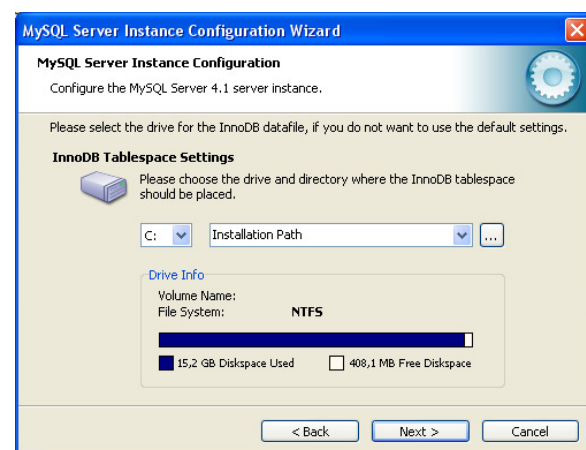 MySQL Server Instance Configuration Wizard
MySQL Server Instance Configuration
Configure the MySQL Server 4.1 server instance.
Please select the drive for the InnoDB datafile, if you do not want to use the default settings.
InnoDB Tablespace Settings
Please choose the drive and directory where the InnoDB tablespace
should be placed.
C: Installation Path ...
Drive Info
Volume Name:
File System: NTFS
15,2 GB Diskspace Used 408,1 MB Free Diskspace
< Back Next > Cancel